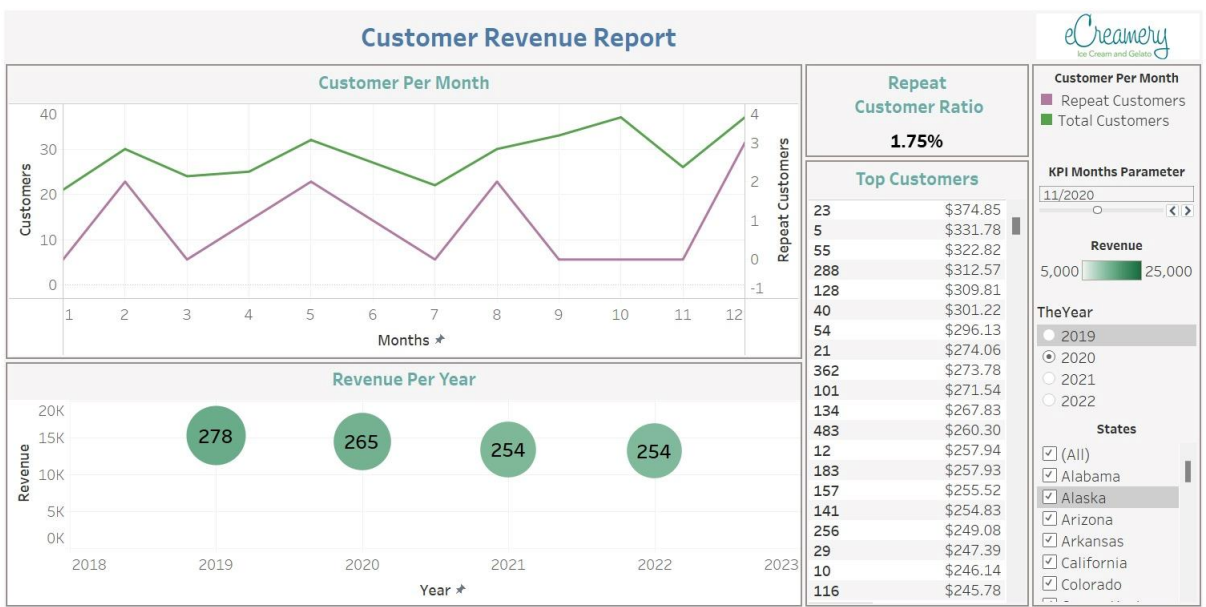 Customer Revenue Report
eCreamery
Ice Cream and Gelato
Customer Per Month
40
30
20
10
0
Customers
4
3
2
1
0
-1
Repeat Customers
1 2 3 4 5 6 7 8 9 10 11 12
Months
Revenue Per Year
20K
15K
10K
5K
0K
Revenue
278 265 254 254
2018 2019 2020 2021 2022 2023
Year
Repeat
Customer Ratio
1.75%
Top Customers
23 $374.85
5 $331.78
55 $322.82
288 $312.57
128 $309.81
40 $301.22
54 $296.13
21 $274.06
362 $273.78
101 $271.54
134 $267.83
483 $260.30
12 $257.94
183 $257.93
157 $255.52
141 $254.83
256 $249.08
29 $247.39
10 $246.14
116 $245.78
Customer Per Month
Repeat Customers
Total Customers
KPI Months Parameter
11/2020
Revenue
5,000 25,000
TheYear
2019
2020
2021
2022
States
(All)
Alabama
Alaska
Arizona
Arkansas
California
Colorado